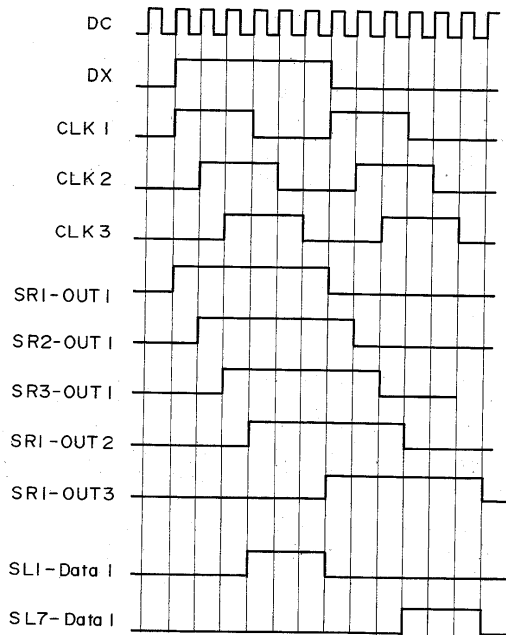 DC
DX
CLK 1
CLK 2
CLK 3
SR1-OUT1
SR2-OUT1
SR3-OUT1
SR1-OUT2
SR1-OUT3
SL1-Data 1
SL7-Data 1